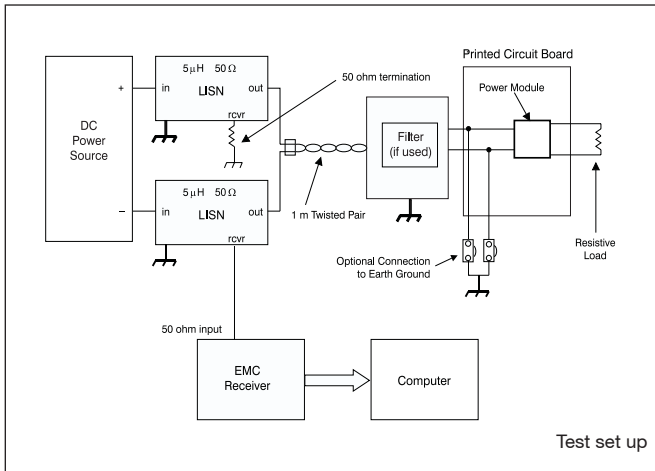 Printed Circuit Board
5μH 50Ω
LISN
in
out
rcvr
50 ohm termination
Power Module
DC
Power
Source
+
−
Filter
(if used)
5μH 50Ω
LISN
in
out
rcvr
1 m Twisted Pair
Optional Connection
to Earth Ground
Resistive
Load
50 ohm input
EMC
Receiver
Computer
Test set up